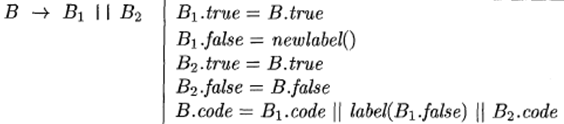 B → B₁ || B₂ | B₁.true = B.true
B₁.false = newlabel()
B₂.true = B.true
B₂.false = B.false
B.code = B₁.code || label(B₁.false) || B₂.code